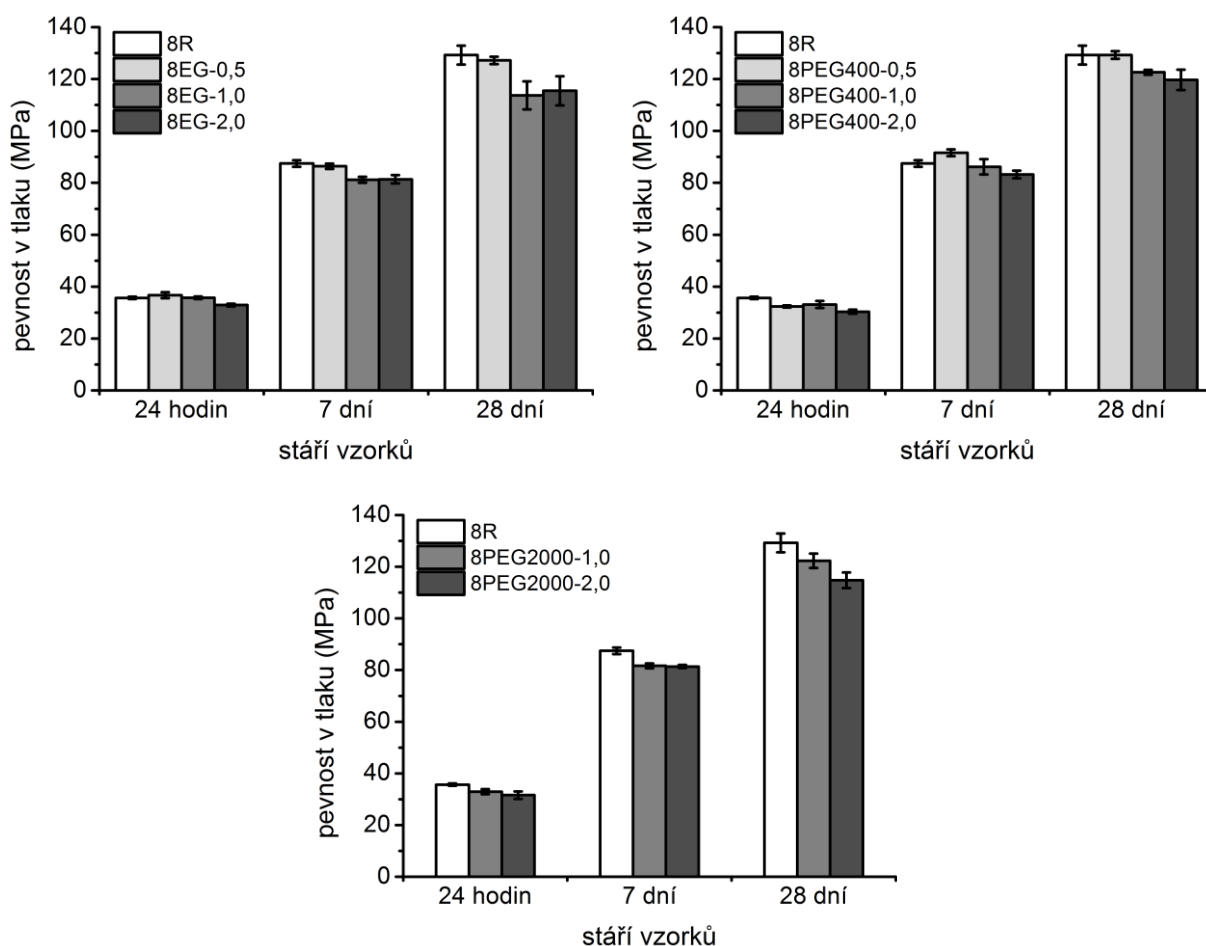 pevnost v tlaku (MPa)
140
120
100
80
60
40
20
0
8R
8EG-0,5
8EG-1,0
8EG-2,0
24 hodin 7 dní 28 dní
stáří vzorků
pevnost v tlaku (MPa)
140
120
100
80
60
40
20
0
8R
8PEG400-0,5
8PEG400-1,0
8PEG400-2,0
24 hodin 7 dní 28 dní
stáří vzorků
pevnost v tlaku (MPa)
140
120
100
80
60
40
20
0
8R
8PEG2000-1,0
8PEG2000-2,0
24 hodin 7 dní 28 dní
stáří vzorků